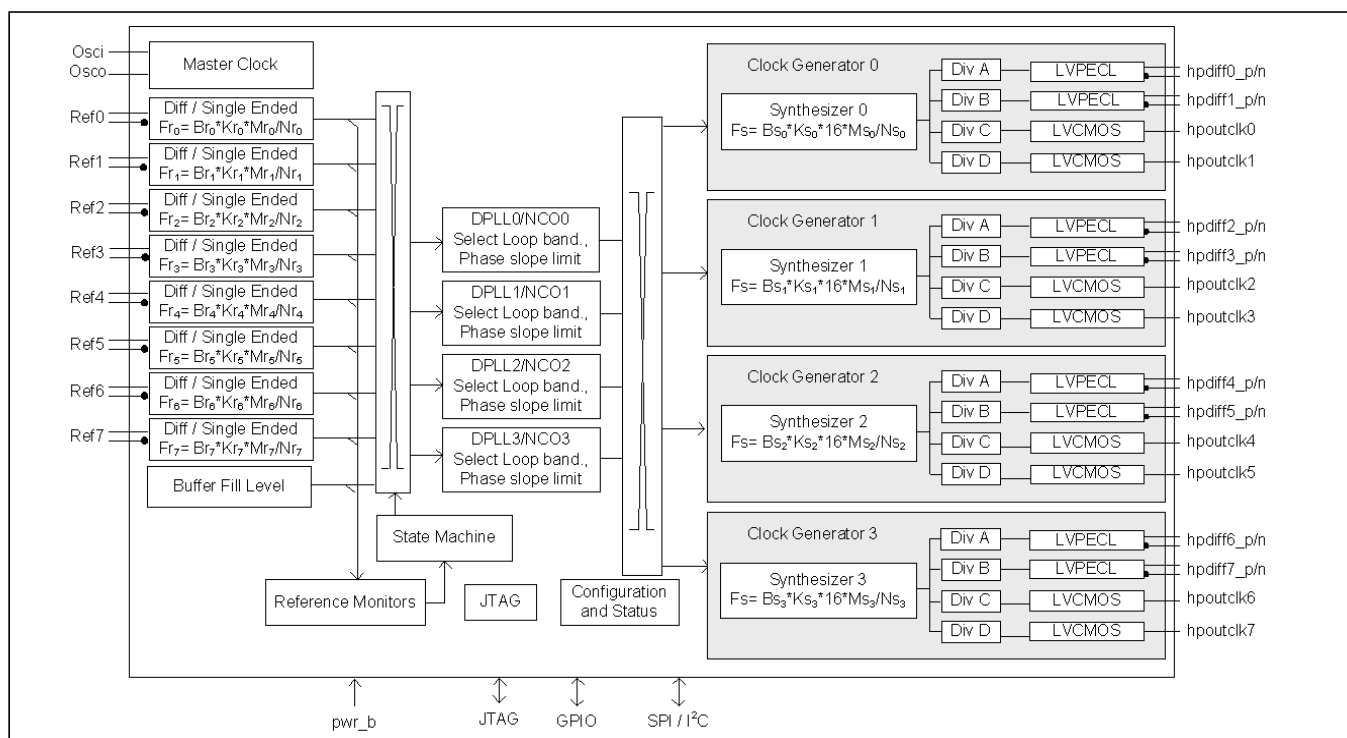 Osci
Osco
Master Clock
Ref0
Diff / Single Ended
Fr₀= Br₀*Kr₀*Mr₀/Nr₀
Ref1
Diff / Single Ended
Fr₁= Br₁*Kr₁*Mr₁/Nr₁
Ref2
Diff / Single Ended
Fr₂= Br₂*Kr₂*Mr₂/Nr₂
Ref3
Diff / Single Ended
Fr₃= Br₃*Kr₃*Mr₃/Nr₃
Ref4
Diff / Single Ended
Fr₄= Br₄*Kr₄*Mr₄/Nr₄
Ref5
Diff / Single Ended
Fr₅= Br₅*Kr₅*Mr₅/Nr₅
Ref6
Diff / Single Ended
Fr₆= Br₆*Kr₆*Mr₆/Nr₆
Ref7
Diff / Single Ended
Fr₇= Br₇*Kr₇*Mr₇/Nr₇
Buffer Fill Level
State Machine
Reference Monitors
JTAG
Configuration
and Status
DPLL0/NCO0
Select Loop band.,
Phase slope limit
DPLL1/NCO1
Select Loop band.,
Phase slope limit
DPLL2/NCO2
Select Loop band.,
Phase slope limit
DPLL3/NCO3
Select Loop band.,
Phase slope limit
Clock Generator 0
Synthesizer 0
Fs= Bs₀*Ks₀*16*Ms₀/Ns₀
Div A
LVPECL
hpdiff0_p/n
Div B
LVPECL
hpdiff1_p/n
Div C
LVCMOS
hpoutclk0
Div D
LVCMOS
hpoutclk1
Clock Generator 1
Synthesizer 1
Fs= Bs₁*Ks₁*16*Ms₁/Ns₁
Div A
LVPECL
hpdiff2_p/n
Div B
LVPECL
hpdiff3_p/n
Div C
LVCMOS
hpoutclk2
Div D
LVCMOS
hpoutclk3
Clock Generator 2
Synthesizer 2
Fs= Bs₂*Ks₂*16*Ms₂/Ns₂
Div A
LVPECL
hpdiff4_p/n
Div B
LVPECL
hpdiff5_p/n
Div C
LVCMOS
hpoutclk4
Div D
LVCMOS
hpoutclk5
Clock Generator 3
Synthesizer 3
Fs= Bs₃*Ks₃*16*Ms₃/Ns₃
Div A
LVPECL
hpdiff6_p/n
Div B
LVPECL
hpdiff7_p/n
Div C
LVCMOS
hpoutclk6
Div D
LVCMOS
hpoutclk7
pwr_b
JTAG
GPIO
SPI / I²C